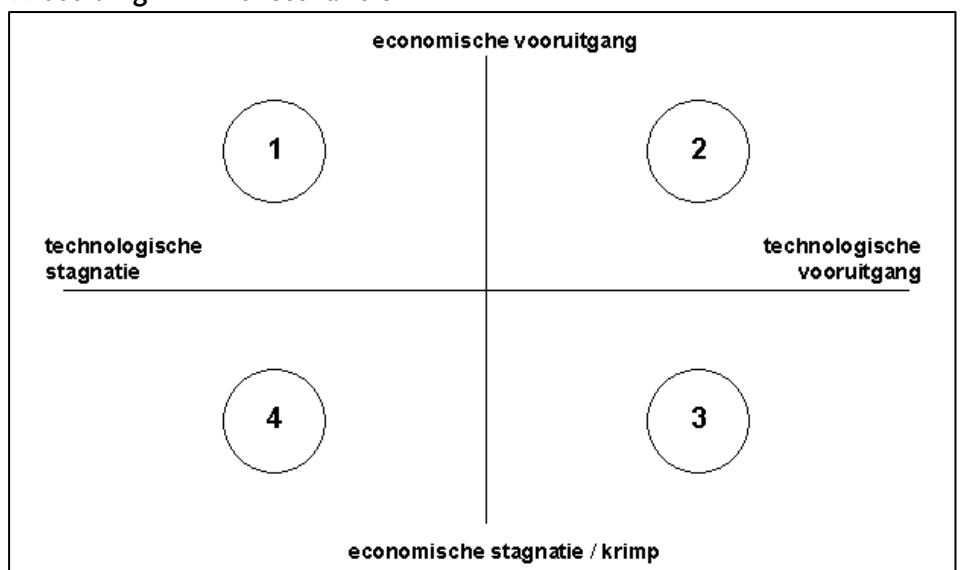 economische vooruitgang
1
2
technologische
stagnatie
technologische
vooruitgang
4
3
economische stagnatie / krimp